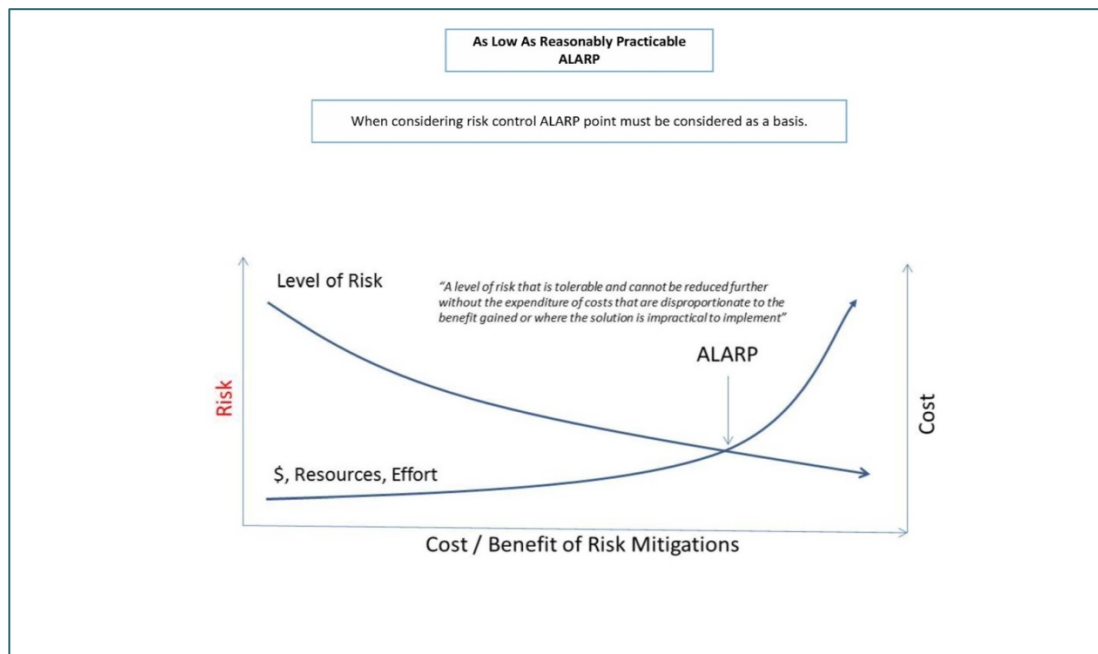 As Low As Reasonably Practicable
ALARP
When considering risk control ALARP point must be considered as a basis.
Level of Risk
“A level of risk that is tolerable and cannot be reduced further
without the expenditure of costs that are disproportionate to the
benefit gained or where the solution is impractical to implement”
ALARP
Risk
Cost
$, Resources, Effort
Cost / Benefit of Risk Mitigations